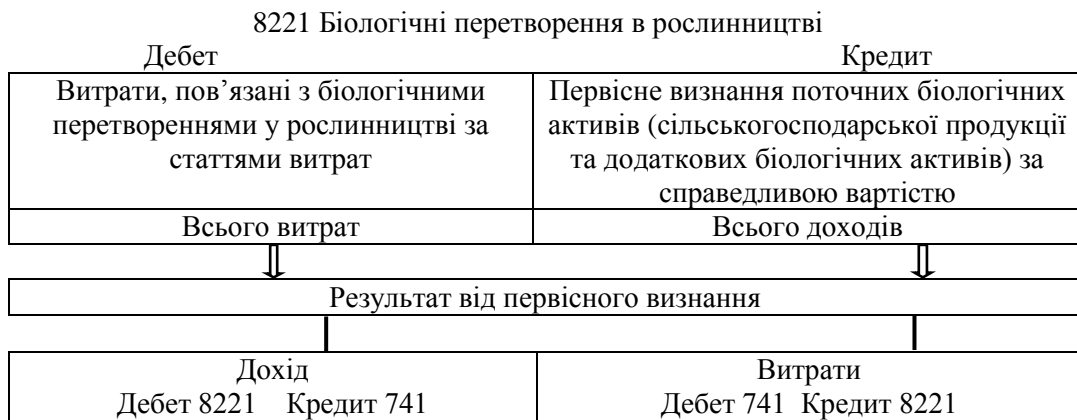 8221 Біологічні перетворення в рослинництві
Дебет Кредит
Витрати, пов’язані з біологічними
перетвореннями у рослинництві за
статтями витрат
Первісне визнання поточних біологічних
активів (сільськогосподарської продукції
та додаткових біологічних активів) за
справедливою вартістю
Всього витрат
Всього доходів
Результат від первісного визнання
Дохід
Дебет 8221 Кредит 741
Витрати
Дебет 741 Кредит 8221